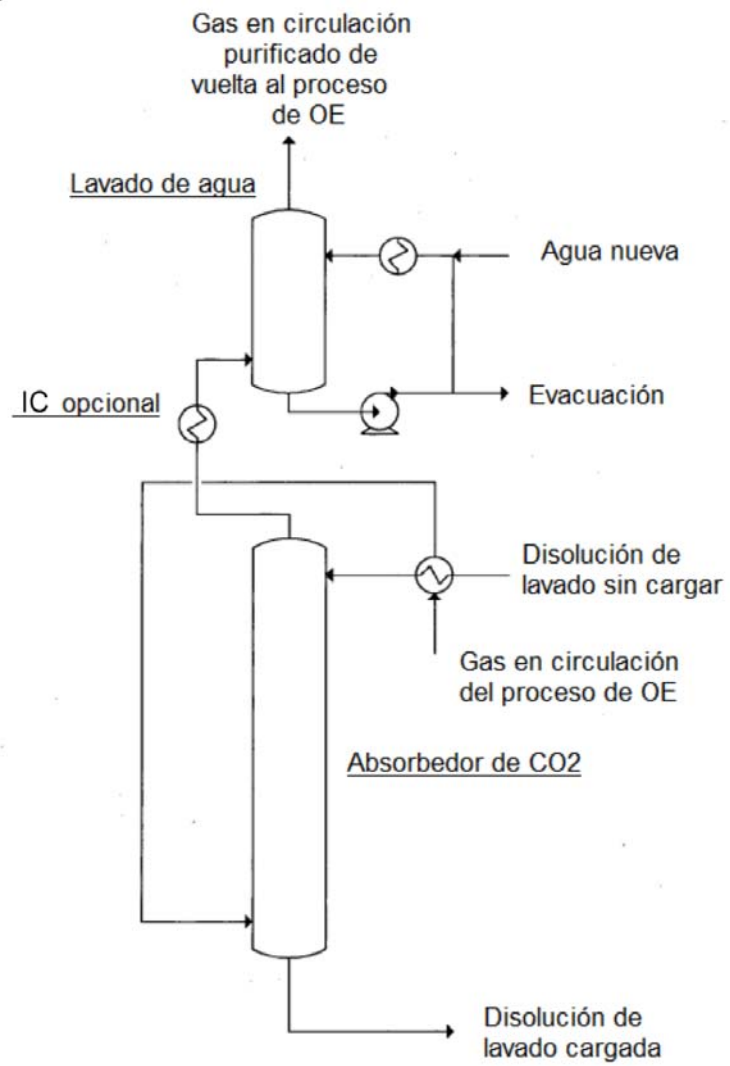 Gas en circulación
purificado de
vuelta al proceso
de OE
Lavado de agua
Agua nueva
IC opcional
Evacuación
Disolución de
lavado sin cargar
Gas en circulación
del proceso de OE
Absorbedor de CO2
Disolución de
lavado cargada